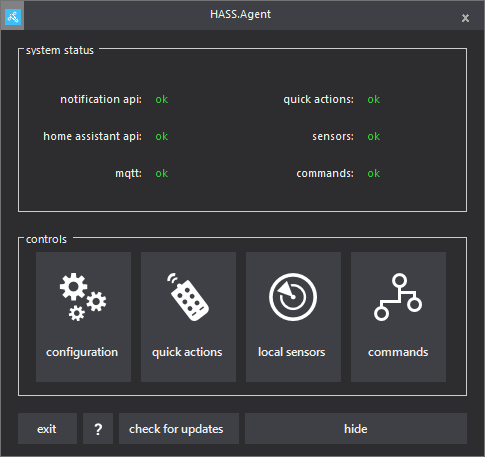 HASS.Agent
x
system status
notification api: ok quick actions: ok
home assistant api: ok sensors: ok
mqtt: ok commands: ok
controls
configuration quick actions local sensors commands
exit ? check for updates hide